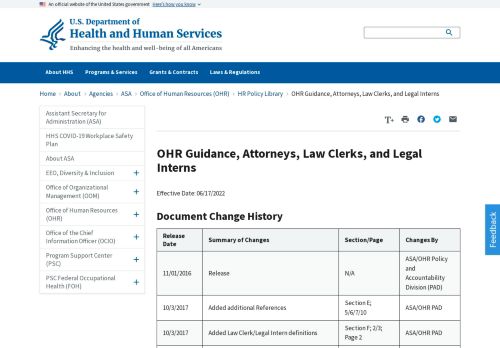 An official website of the United States government Here's how you know
U.S. Department of
Health and Human Services
Enhancing the health and well-being of all Americans
About HHS Programs & Services Grants & Contracts Laws & Regulations
Home > About > Agencies > ASA > Office of Human Resources (OHR) > HR Policy Library > OHR Guidance, Attorneys, Law Clerks, and Legal Interns
Assistant Secretary for
Administration (ASA)
HHS COVID-19 Workplace Safety
Plan
About ASA
EEO, Diversity & Inclusion +
Office of Organizational
Management (OOM) +
Office of Human Resources
(OHR) +
Office of the Chief
Information Officer (OCIO) +
Program Support Center
(PSC) +
PSC Federal Occupational
Health (FOH) +
T+
OHR Guidance, Attorneys, Law Clerks, and Legal
Interns
Effective Date: 06/17/2022
Document Change History
Release
Date
Summary of Changes
Section/Page
Changes By
11/01/2016
Release
N/A
ASA/OHR Policy
and
Accountability
Division (PAD)
10/3/2017
Added additional References
Section E;
5/6/7/10
ASA/OHR PAD
10/3/2017
Added Law Clerk/Legal Intern definitions
Section F; 2/3;
Page 2
ASA/OHR PAD
Feedback